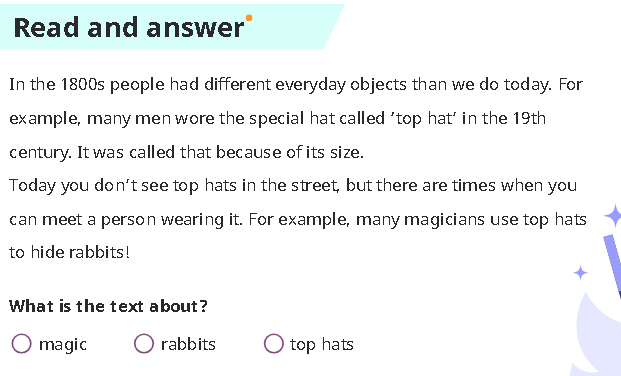 Read and answer
In the 1800s people had different everyday objects than we do today. For
example, many men wore the special hat called ’top hat’ in the 19th
century. It was called that because of its size.
Today you don’t see top hats in the street, but there are times when you
can meet a person wearing it. For example, many magicians use top hats
to hide rabbits!
What is the text about?
magic rabbits top hats